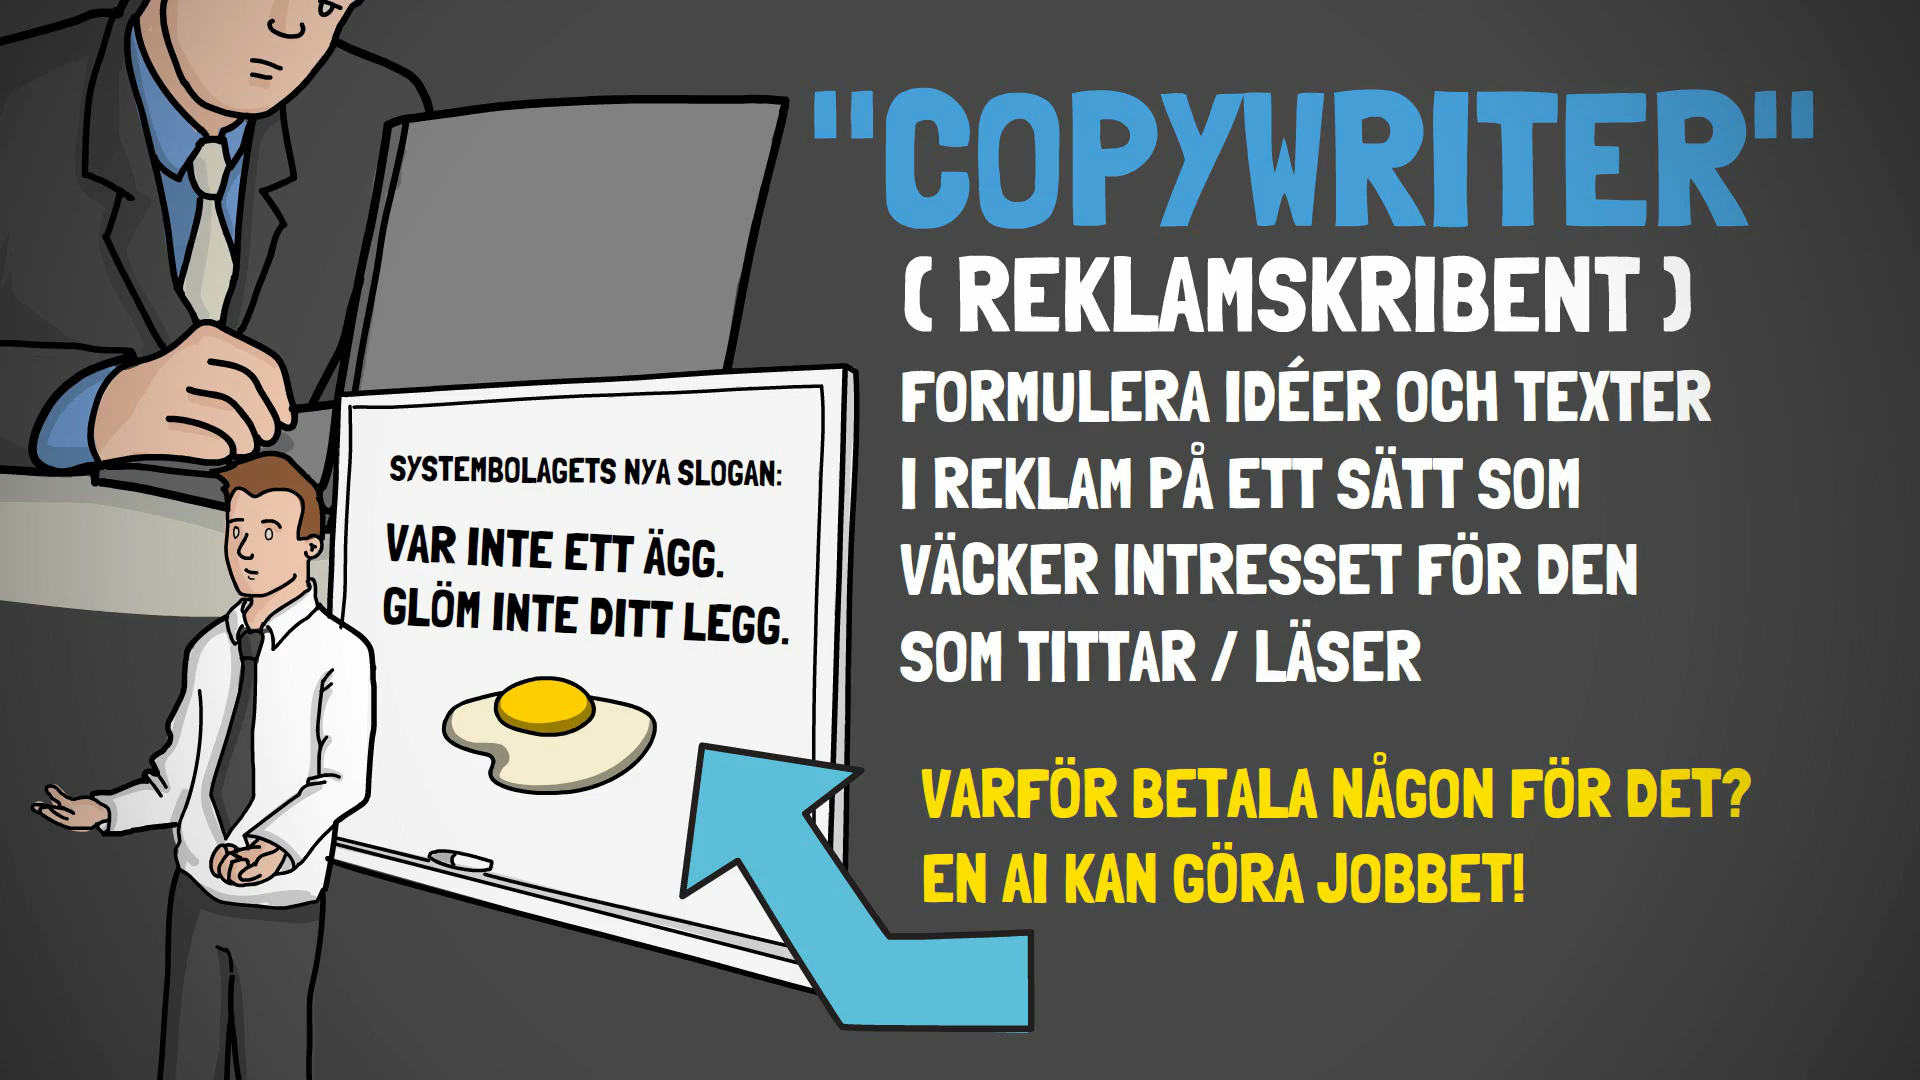 "COPYWRITER"
( REKLAMSKRIBENT )
FORMULERA IDÉER OCH TEXTER
I REKLAM PÅ ETT SÄTT SOM
VÄCKER INTRESSET FÖR DEN
SOM TITTAR / LÄSER
VARFÖR BETALA NÅGON FÖR DET?
EN AI KAN GÖRA JOBBET!
SYSTEMBOLAGETS NYA SLOGAN:
VAR INTE ETT ÄGG.
GLÖM INTE DITT LEGG.